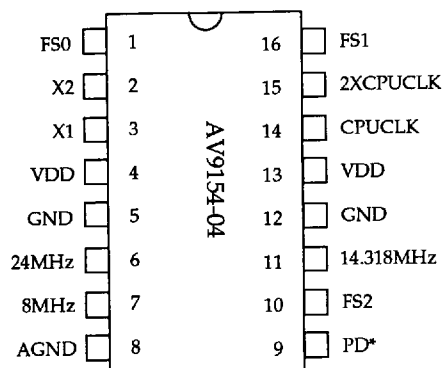 FS0 1 16 FS1
X2 2 15 2XCPUCLK
X1 3 14 CPUCLK
VDD 4 13 VDD
GND 5 12 GND
24MHz 6 11 14.318MHz
8MHz 7 10 FS2
AGND 8 9 PD*
AV9154-04